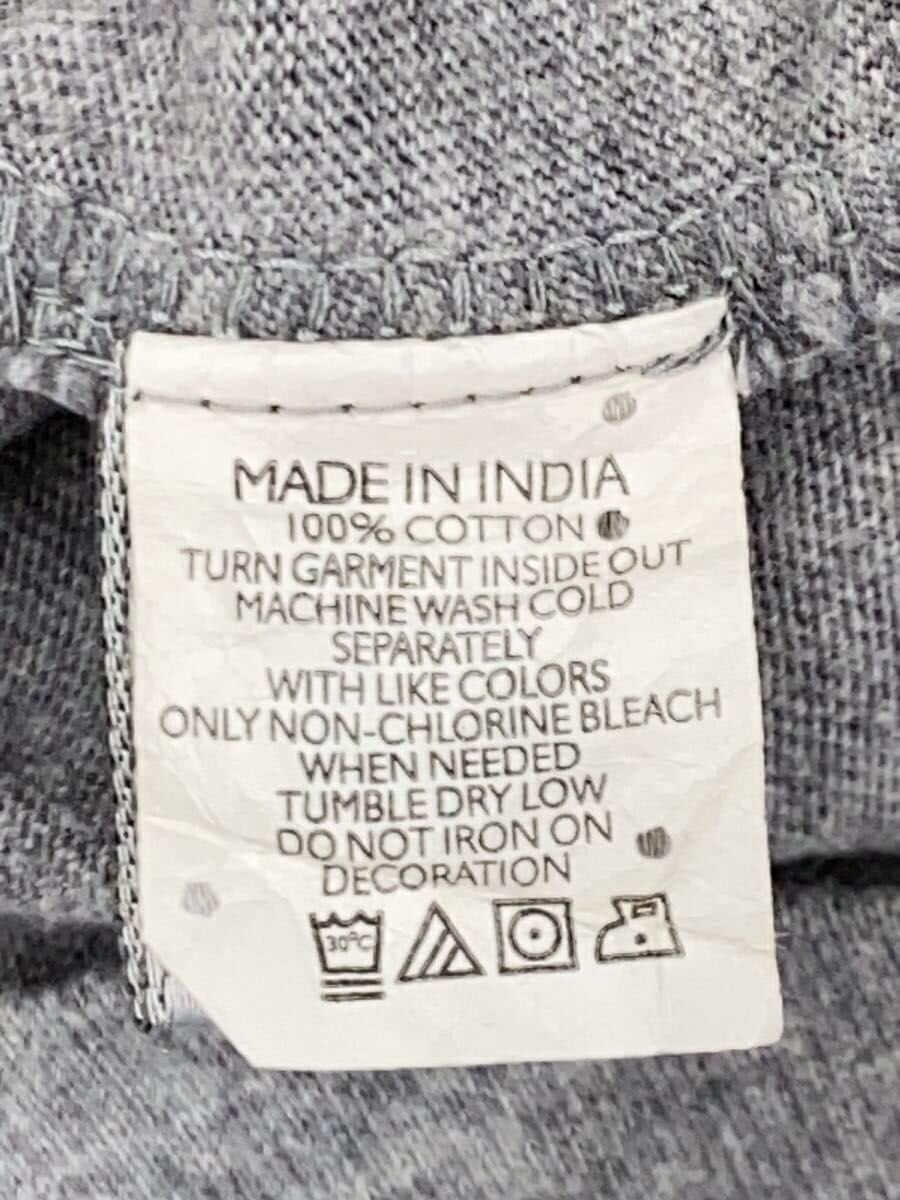 MADE IN INDIA
100% COTTON
TURN GARMENT INSIDE OUT
MACHINE WASH COLD
SEPARATELY
WITH LIKE COLORS
ONLY NON-CHLORINE BLEACH
WHEN NEEDED
TUMBLE DRY LOW
DO NOT IRON ON
DECORATION
30°C